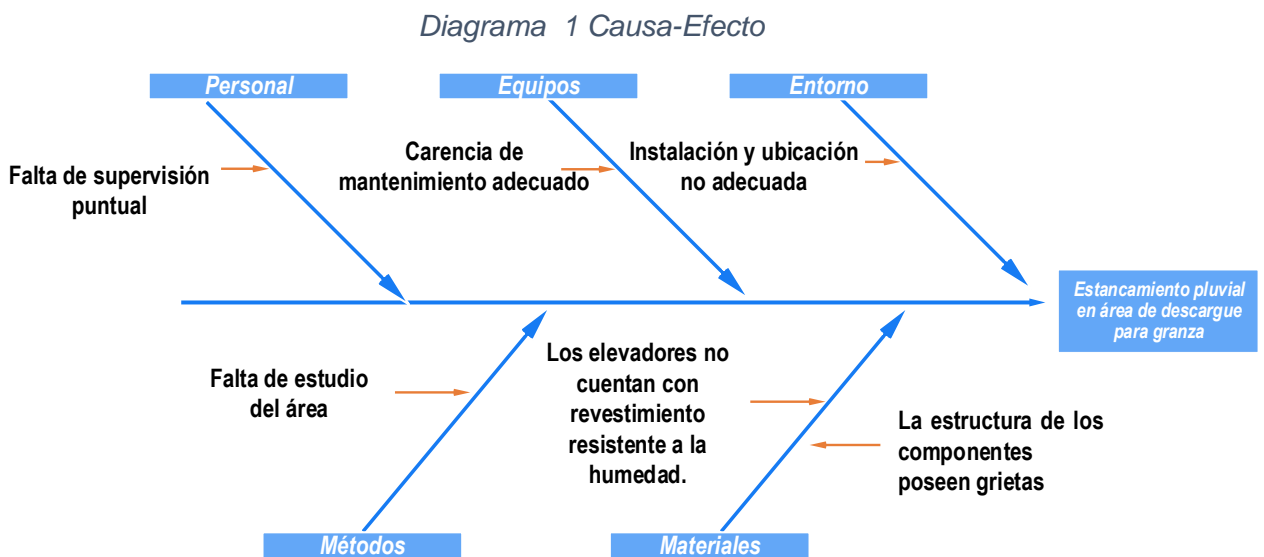 Diagrama 1 Causa-Efecto
Personal
Equipos
Entorno
Falta de supervisión
puntual
Carencia de
mantenimiento adecuado
Instalación y ubicación
no adecuada
Estancamiento pluvial
en área de descargue
para granza
Falta de estudio
del área
Los elevadores no
cuentan con
revestimiento
resistente a la
humedad.
La estructura de los
componentes
poseen grietas
Métodos
Materiales